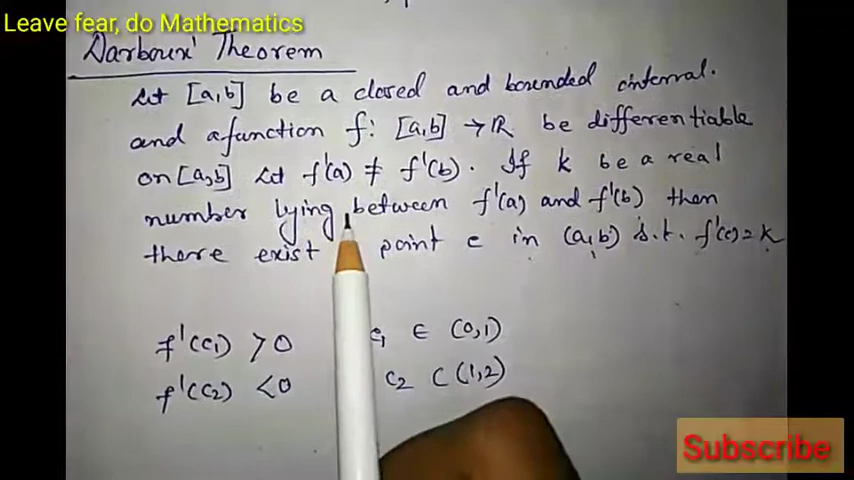 Leave fear, do Mathematics
Darboux' Theorem
Let [a,b] be a closed and bounded interval.
and a function f: [a,b] → R be differentiable
on [a,b] Let f'(a) ≠ f'(b). If k be a real
number lying between f'(a) and f'(b) then
there exist point c in (a,b) s.t. f'(c) = k
f'(c1) > 0 c1 ∈ (0,1)
f'(c2) < 0 c2 ⊂ (1,2)
Subscribe